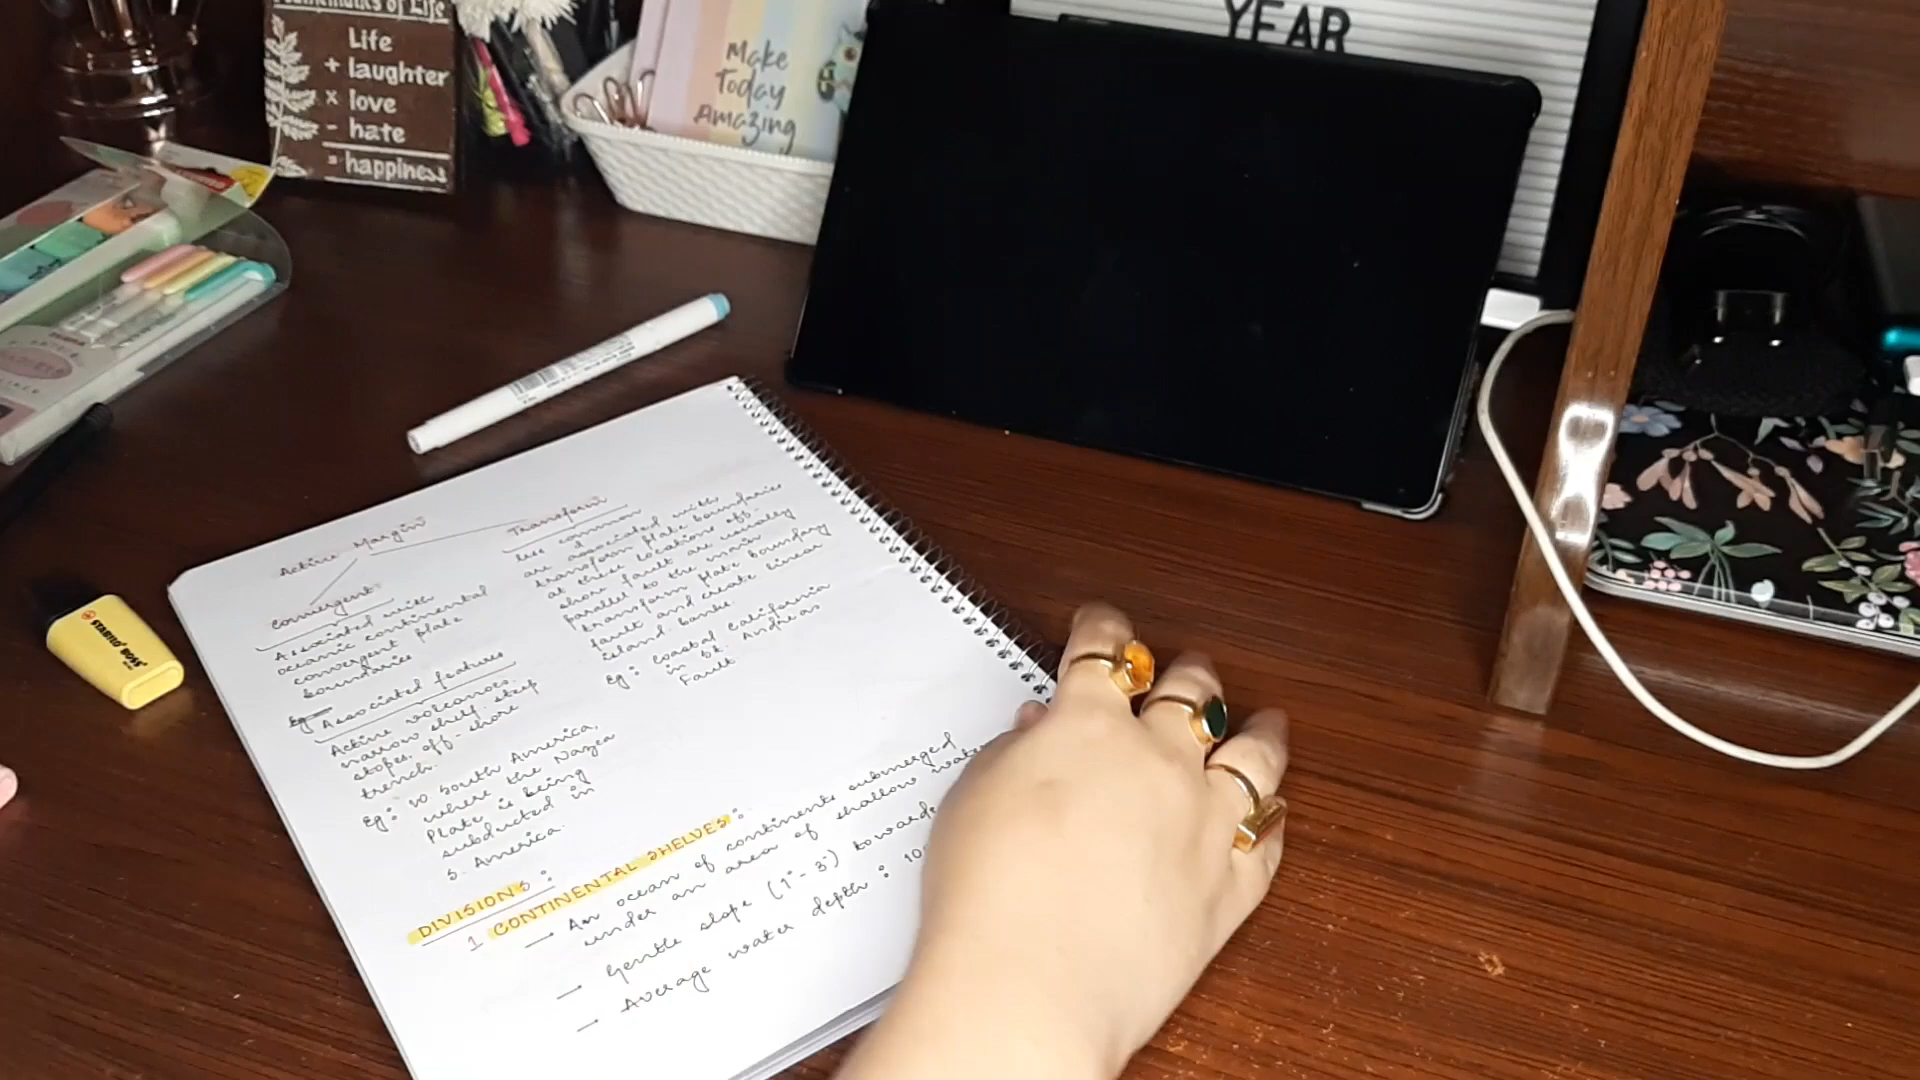 Mathematics of Life
Life
+ laughter
x love
- hate
= happiness
Make
Today
Amazing
YEAR
STABILO BOSS
Active Margin
Convergent
Associated with
oceanic continental
convergent plate
boundaries
Associated features
Active volcanoes,
narrow shelf, steep
slopes, off-shore
trench.
Eg: South America,
where the Nazca
Plate is being
subducted in
S. America.
Transform
less common
are associated with
transform plate boundaries
at these locations off-
shore fault are usually
parallel to the main
transform plate boundary
fault and create linear
island banks.
Eg: Coastal California
in St. Andreas
Fault
DIVISIONS:
1 CONTINENTAL SHELVES:
→ An ocean of continents submerged
under an area of shallow water
→ Gentle slope (1°-3°) towards
→ Average water depth: 10